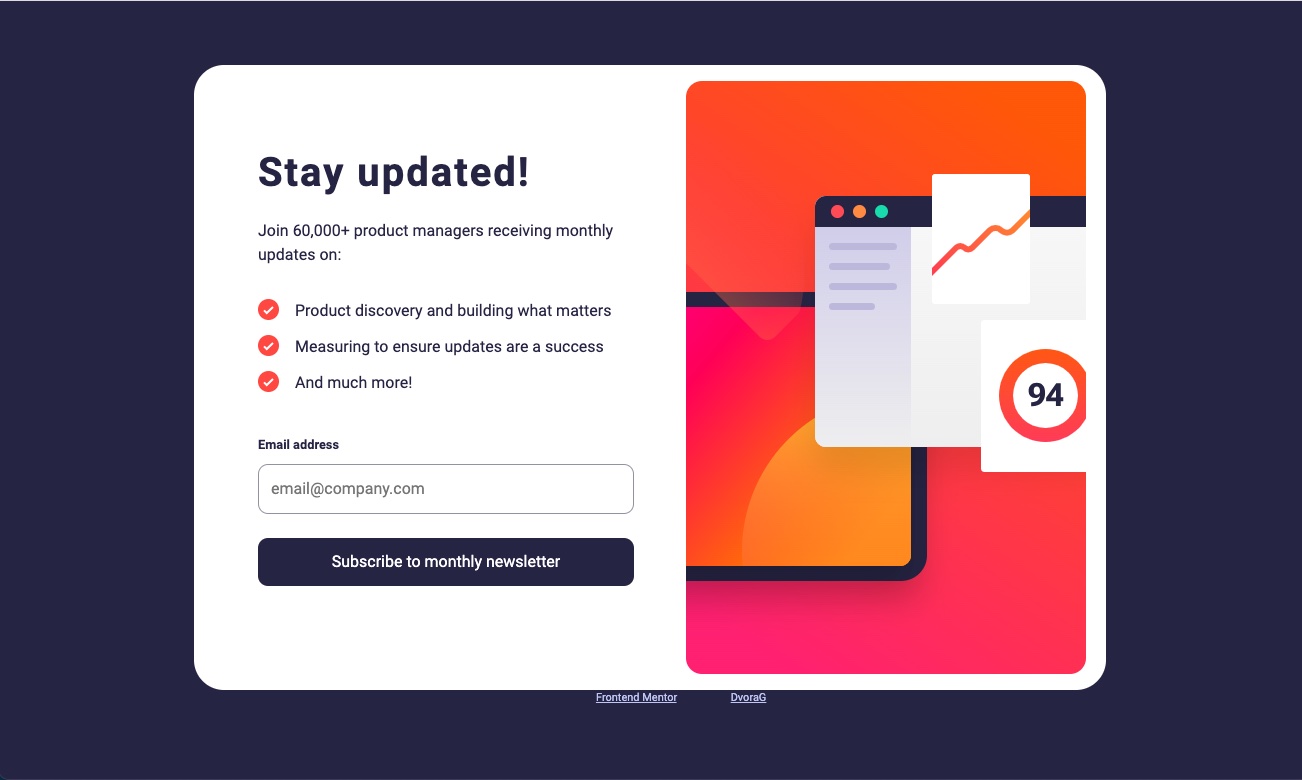 Stay updated!
Join 60,000+ product managers receiving monthly
updates on:
Product discovery and building what matters
Measuring to ensure updates are a success
And much more!
Email address
email@company.com
Subscribe to monthly newsletter
94
Frontend Mentor
DvoraG